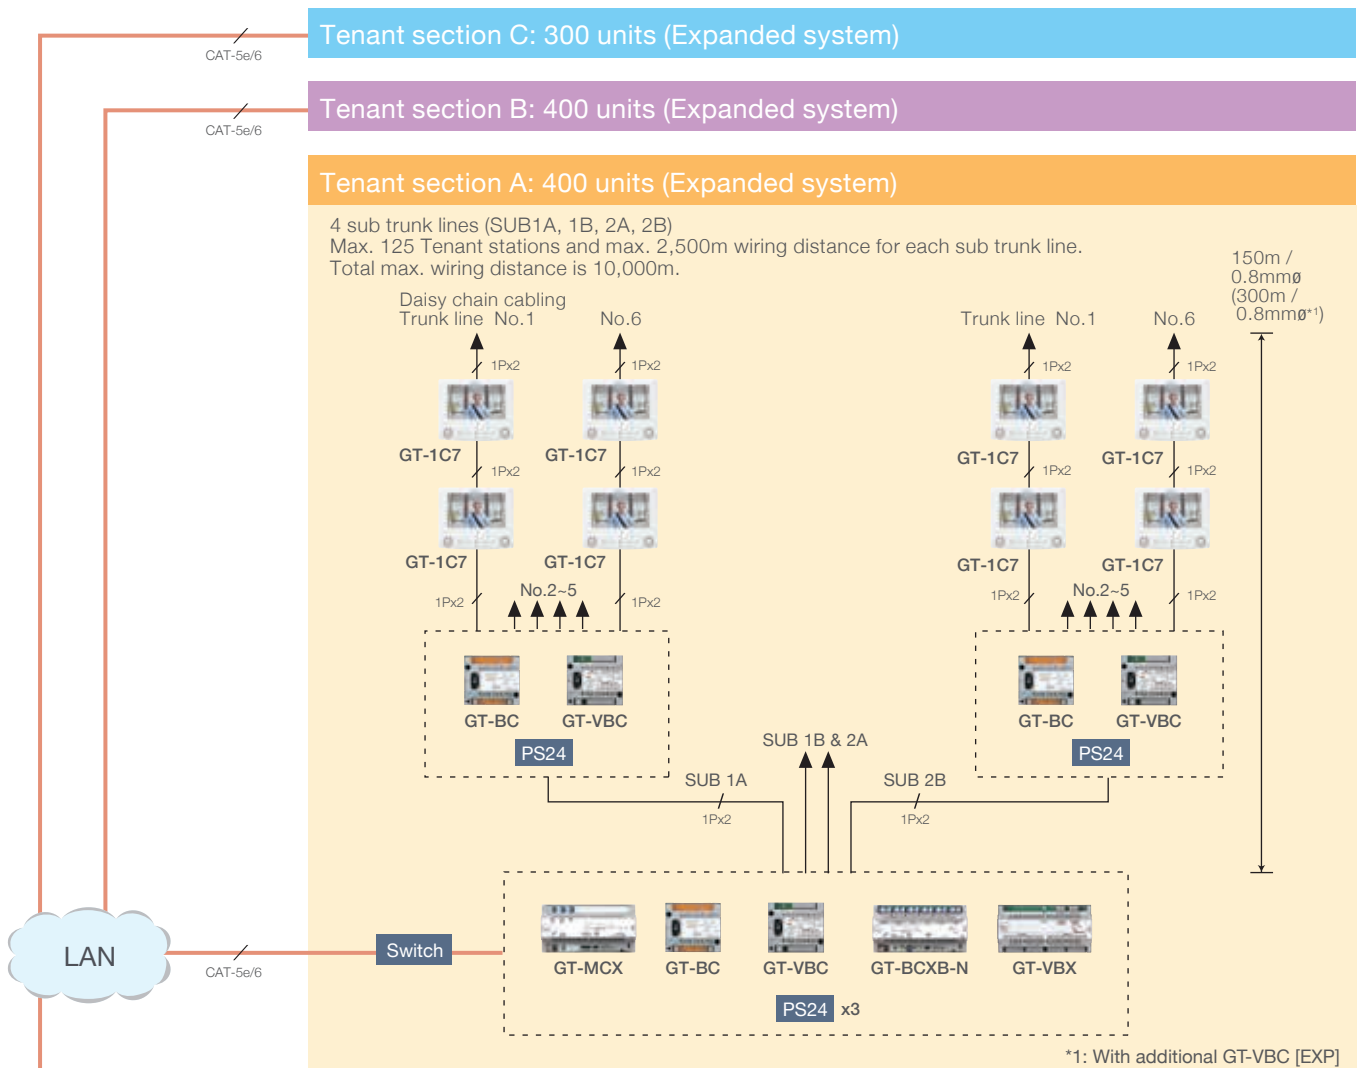 Tenant section C: 300 units (Expanded system)
CAT-5e/6
Tenant section B: 400 units (Expanded system)
CAT-5e/6
Tenant section A: 400 units (Expanded system)
4 sub trunk lines (SUB1A, 1B, 2A, 2B)
Max. 125 Tenant stations and max. 2,500m wiring distance for each sub trunk line.
Total max. wiring distance is 10,000m.
150m /
0.8mmø
(300m /
0.8mmø*1)
Daisy chain cabling
Trunk line No.1 No.6 Trunk line No.1 No.6
1Px2 1Px2 1Px2 1Px2
GT-1C7 GT-1C7 GT-1C7 GT-1C7
1Px2 1Px2 1Px2 1Px2
GT-1C7 GT-1C7 GT-1C7 GT-1C7
No.2~5 No.2~5
1Px2 1Px2 1Px2 1Px2
GT-BC GT-VBC GT-BC GT-VBC
PS24 PS24
SUB 1B & 2A
SUB 1A SUB 2B
1Px2 1Px2
LAN
CAT-5e/6
Switch
GT-MCX GT-BC GT-VBC GT-BCXB-N GT-VBX
PS24 x3
*1: With additional GT-VBC [EXP]